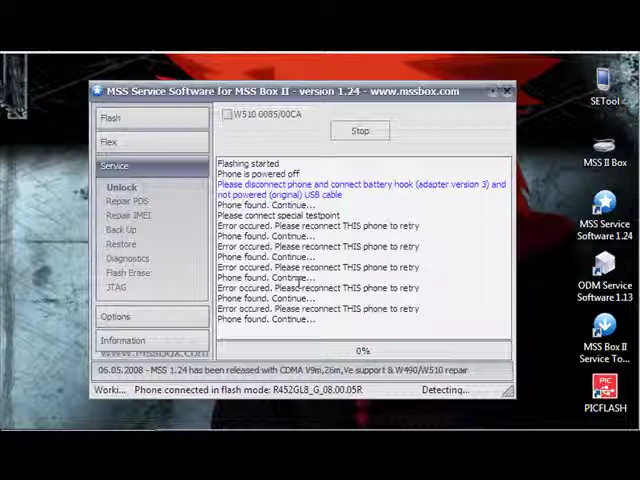 MSS Service Software for MSS Box II - version 1.24 - www.mssbox.com
Flash
Flex
Service
Unlock
Repair PDS
Repair IMEI
Back Up
Restore
Diagnostics
Flash Erase
JTAG
Options
Information
www.mssbox.com
W510 0085/00CA
Stop
Flashing started
Phone is powered off
Please disconnect phone and connect battery hook (adapter version 3) and
not powered (original) USB cable
Phone found. Continue...
Please connect special testpoint
Error occured. Please reconnect THIS phone to retry
Phone found. Continue...
Error occured. Please reconnect THIS phone to retry
Phone found. Continue...
Error occured. Please reconnect THIS phone to retry
Phone found. Continue...
Error occured. Please reconnect THIS phone to retry
Phone found. Continue...
Error occured. Please reconnect THIS phone to retry
Phone found. Continue...
0%
06.05.2008 - MSS 1.24 has been released with CDMA V9m,Z6m,Ve support & W490/W510 repair
Worki...
Phone connected in flash mode: R452GL8_G_08.00.05R
Detecting...
SETool
MSS II Box
MSS Service
Software 1.24
ODM Service
Software 1.13
MSS Box II
Service To...
PIC
PICFLASH